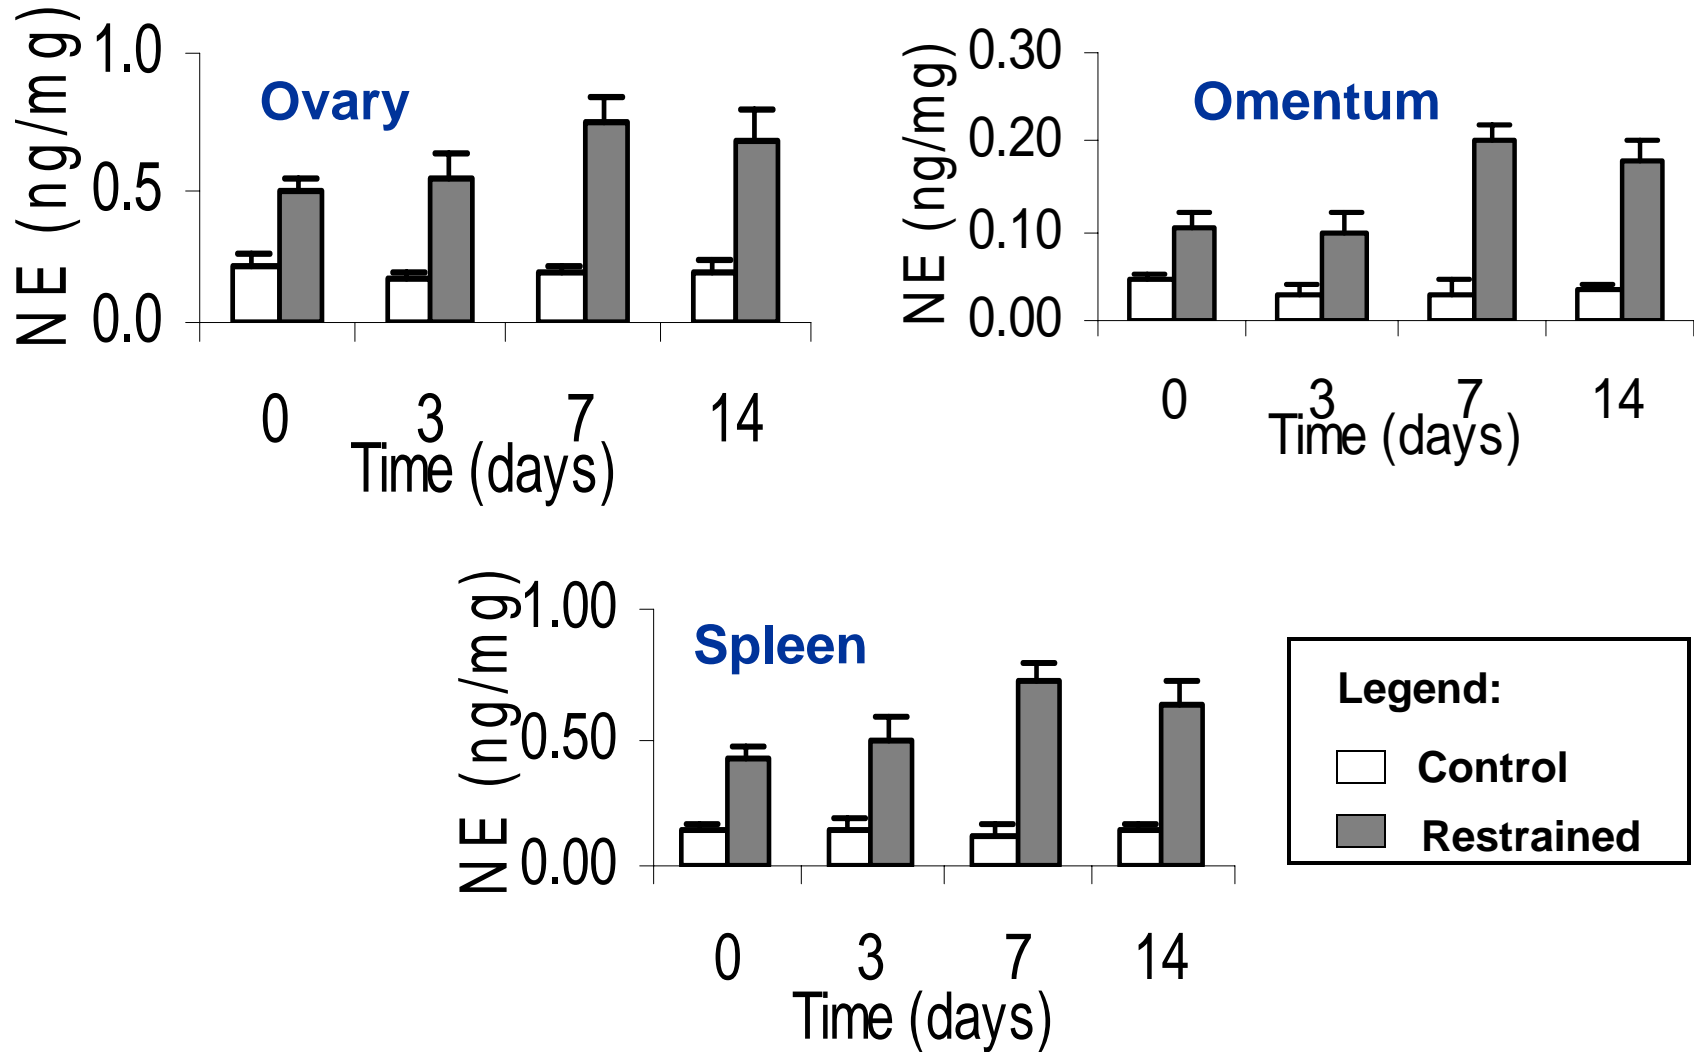 Ovary
NE (ng/mg)
1.0
0.5
0.0
0 3 7 14
Time (days)
Omentum
NE (ng/mg)
0.30
0.20
0.10
0.00
0 3 7 14
Time (days)
Spleen
NE (ng/mg)
1.00
0.50
0.00
0 3 7 14
Time (days)
Legend:
Control
Restrained